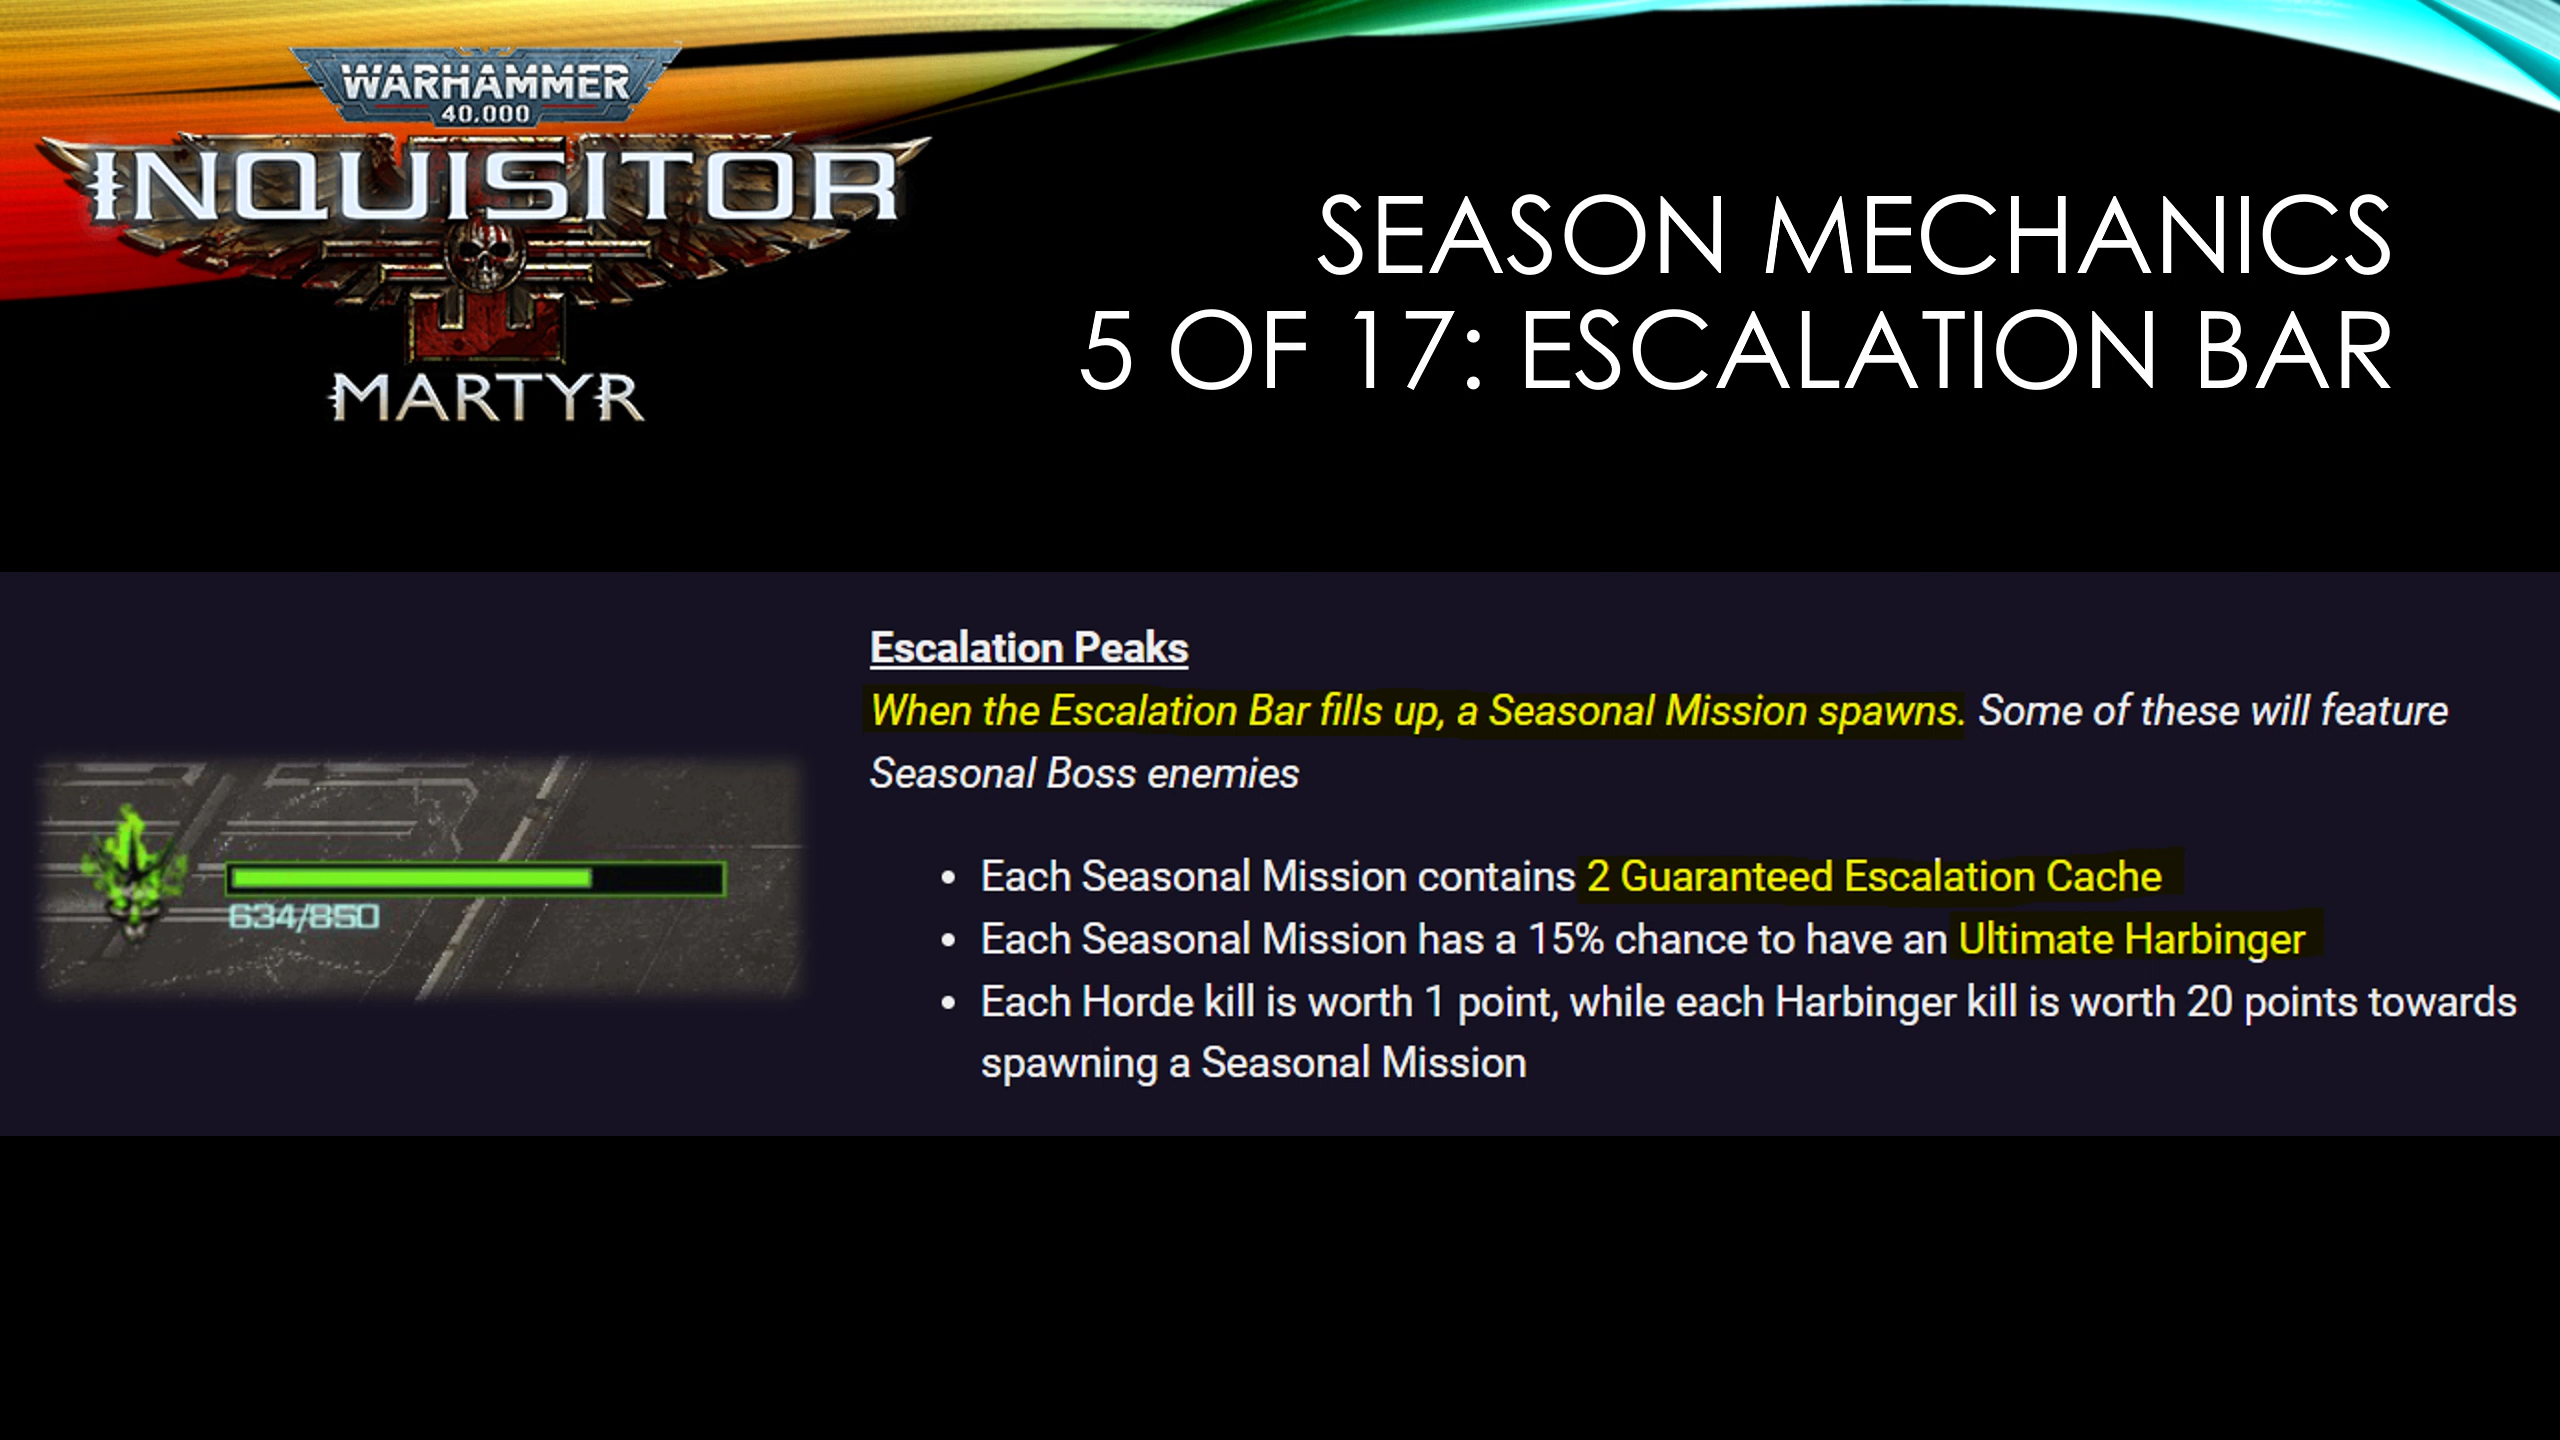 WARHAMMER
40,000
INQUISITOR
MARTYR
SEASON MECHANICS
5 OF 17: ESCALATION BAR
634/850
Escalation Peaks
When the Escalation Bar fills up, a Seasonal Mission spawns. Some of these will feature
Seasonal Boss enemies
• Each Seasonal Mission contains 2 Guaranteed Escalation Cache
• Each Seasonal Mission has a 15% chance to have an Ultimate Harbinger
• Each Horde kill is worth 1 point, while each Harbinger kill is worth 20 points towards
spawning a Seasonal Mission